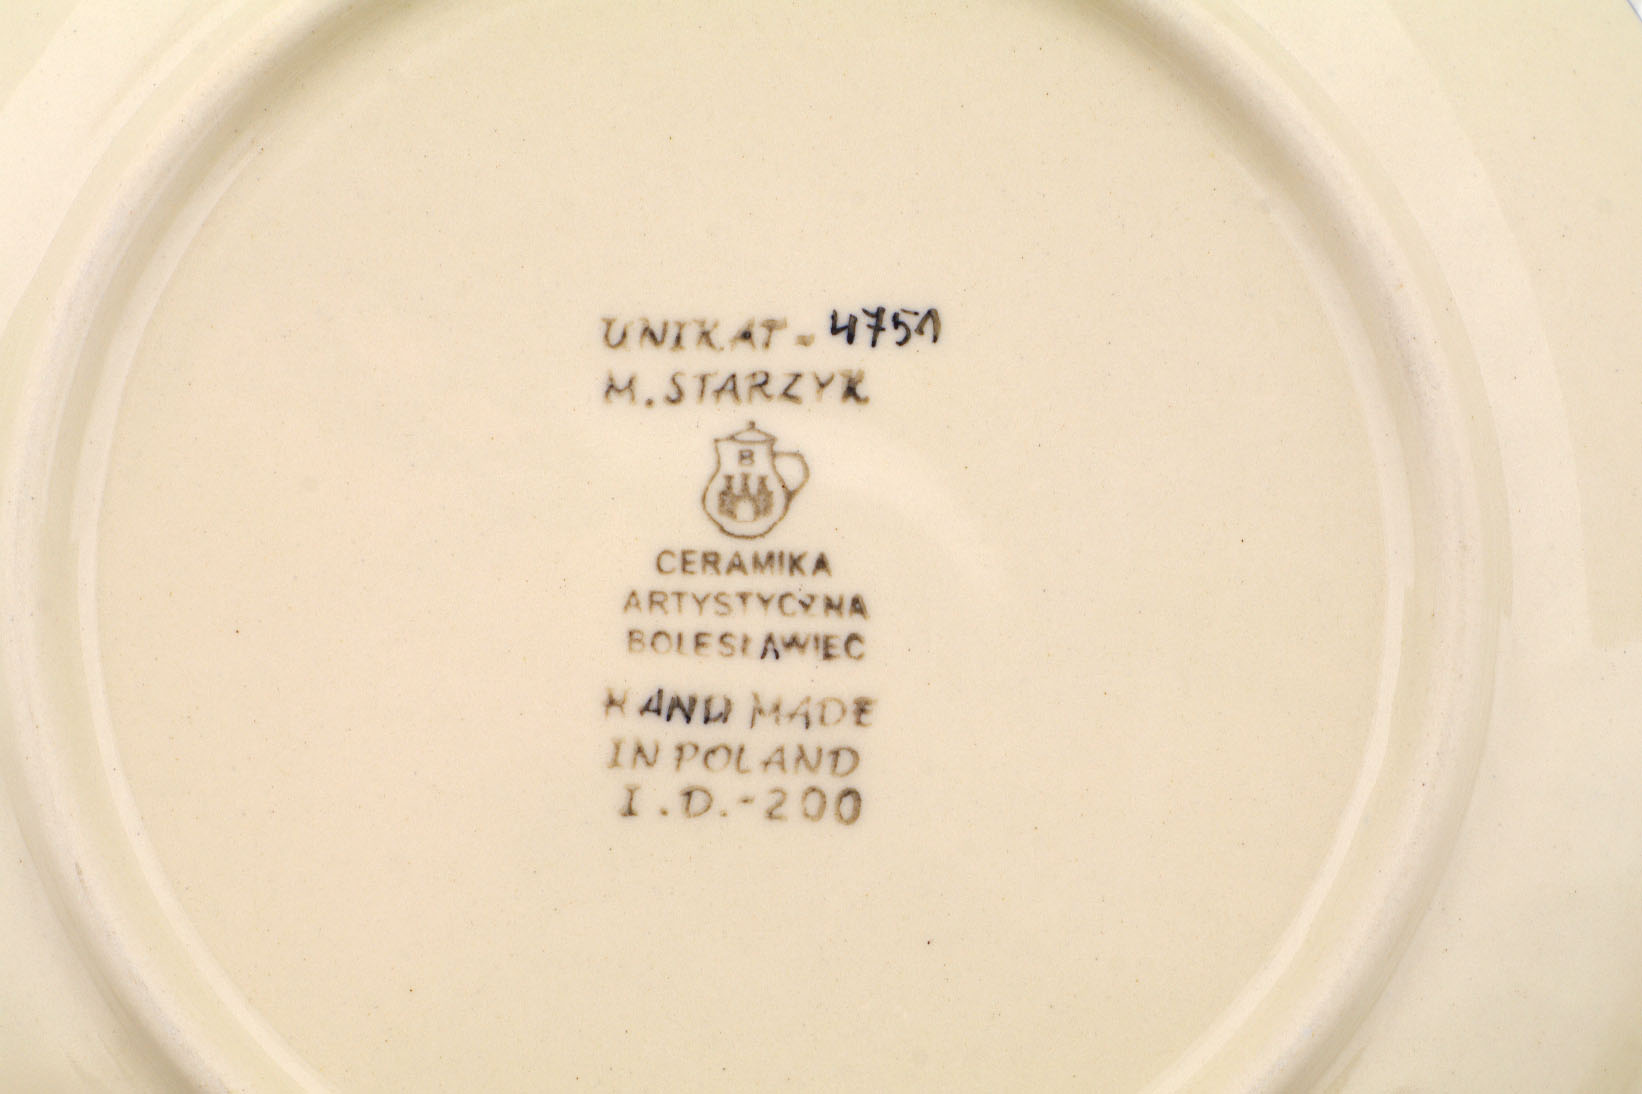 UNIKAT - 4751
M. STARZYK
B
CERAMIKA
ARTYSTYCZNA
BOLESŁAWIEC
HAND MADE
IN POLAND
I.D.-200